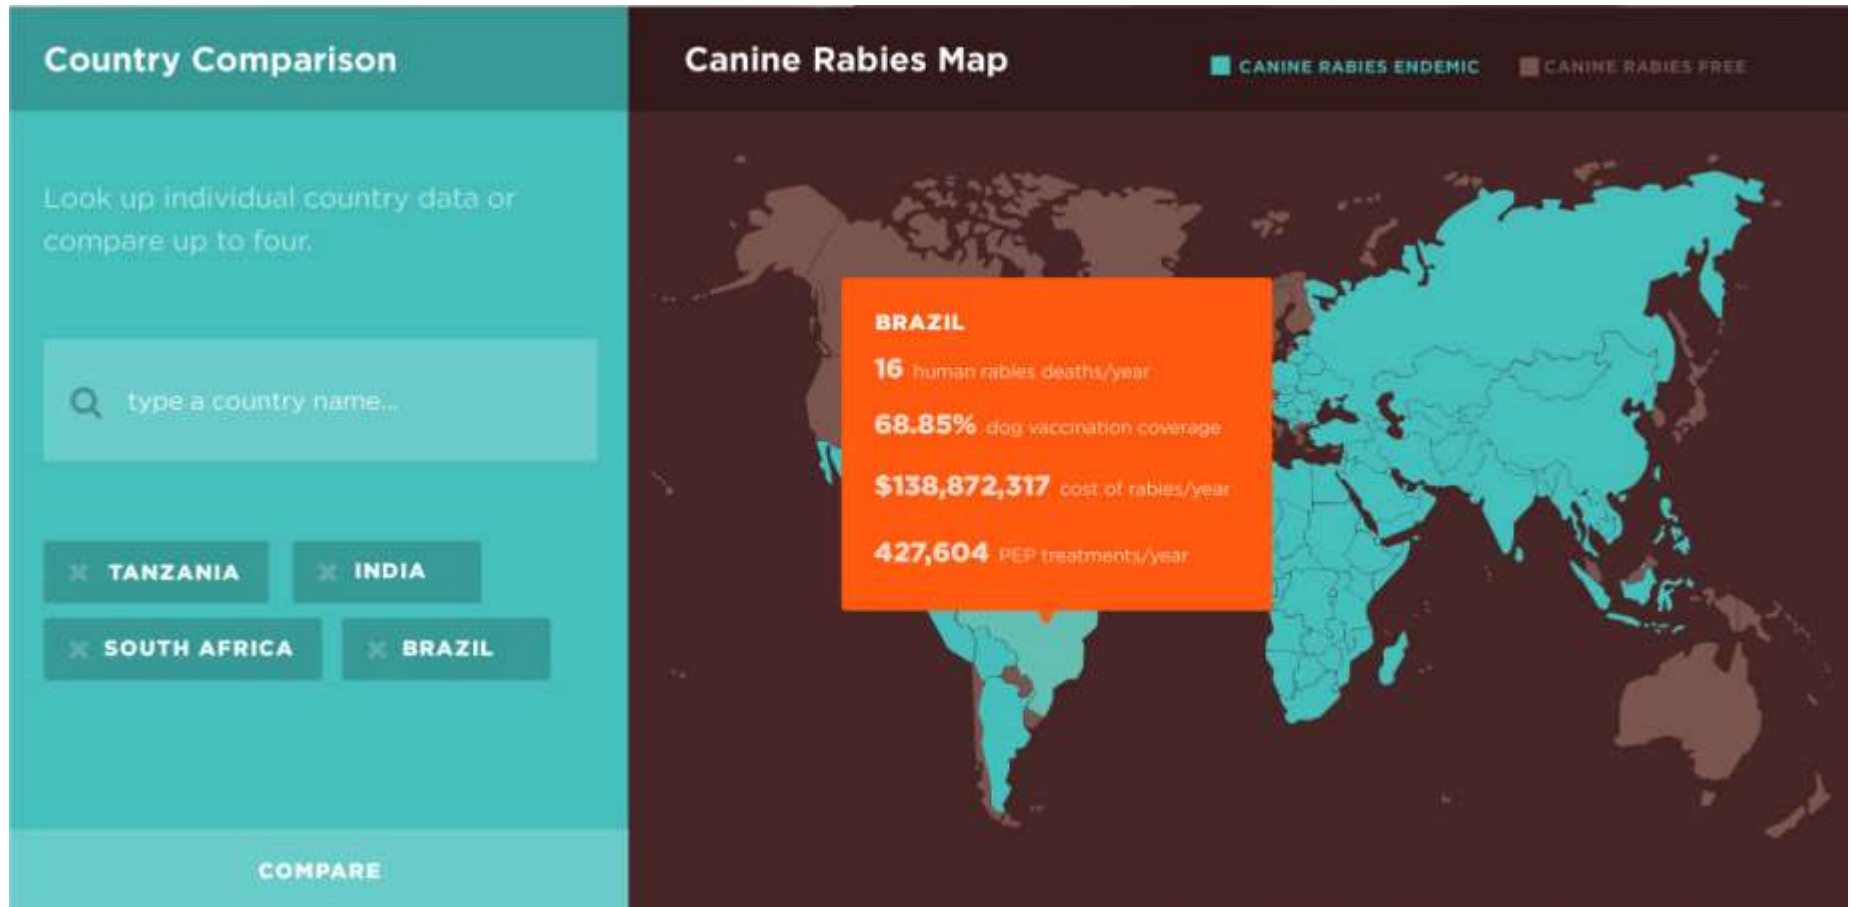 Country Comparison
Look up individual country data or
compare up to four.
type a country name...
TANZANIA
INDIA
SOUTH AFRICA
BRAZIL
COMPARE
Canine Rabies Map
CANINE RABIES ENDEMIC
CANINE RABIES FREE
BRAZIL
16 human rabies deaths/year
68.85% dog vaccination coverage
$138,872,317 cost of rabies/year
427,604 PEP treatments/year